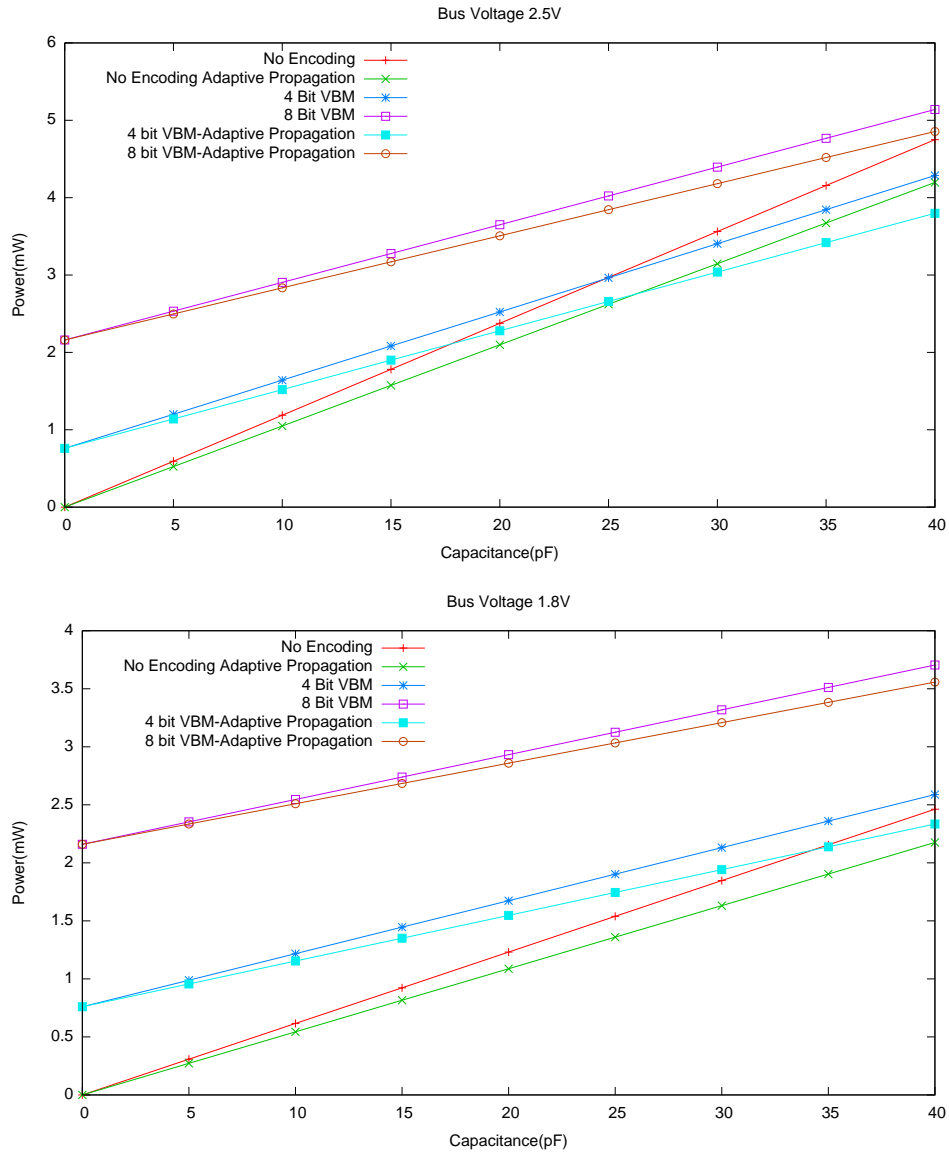 Bus Voltage 2.5V
6
5
4
3
2
1
0
Power(mW)
No Encoding
No Encoding Adaptive Propagation
4 Bit VBM
8 Bit VBM
4 bit VBM-Adaptive Propagation
8 bit VBM-Adaptive Propagation
0 5 10 15 20 25 30 35 40
Capacitance(pF)
Bus Voltage 1.8V
4
3.5
3
2.5
2
1.5
1
0.5
0
Power(mW)
No Encoding
No Encoding Adaptive Propagation
4 Bit VBM
8 Bit VBM
4 bit VBM-Adaptive Propagation
8 bit VBM-Adaptive Propagation
0 5 10 15 20 25 30 35 40
Capacitance(pF)